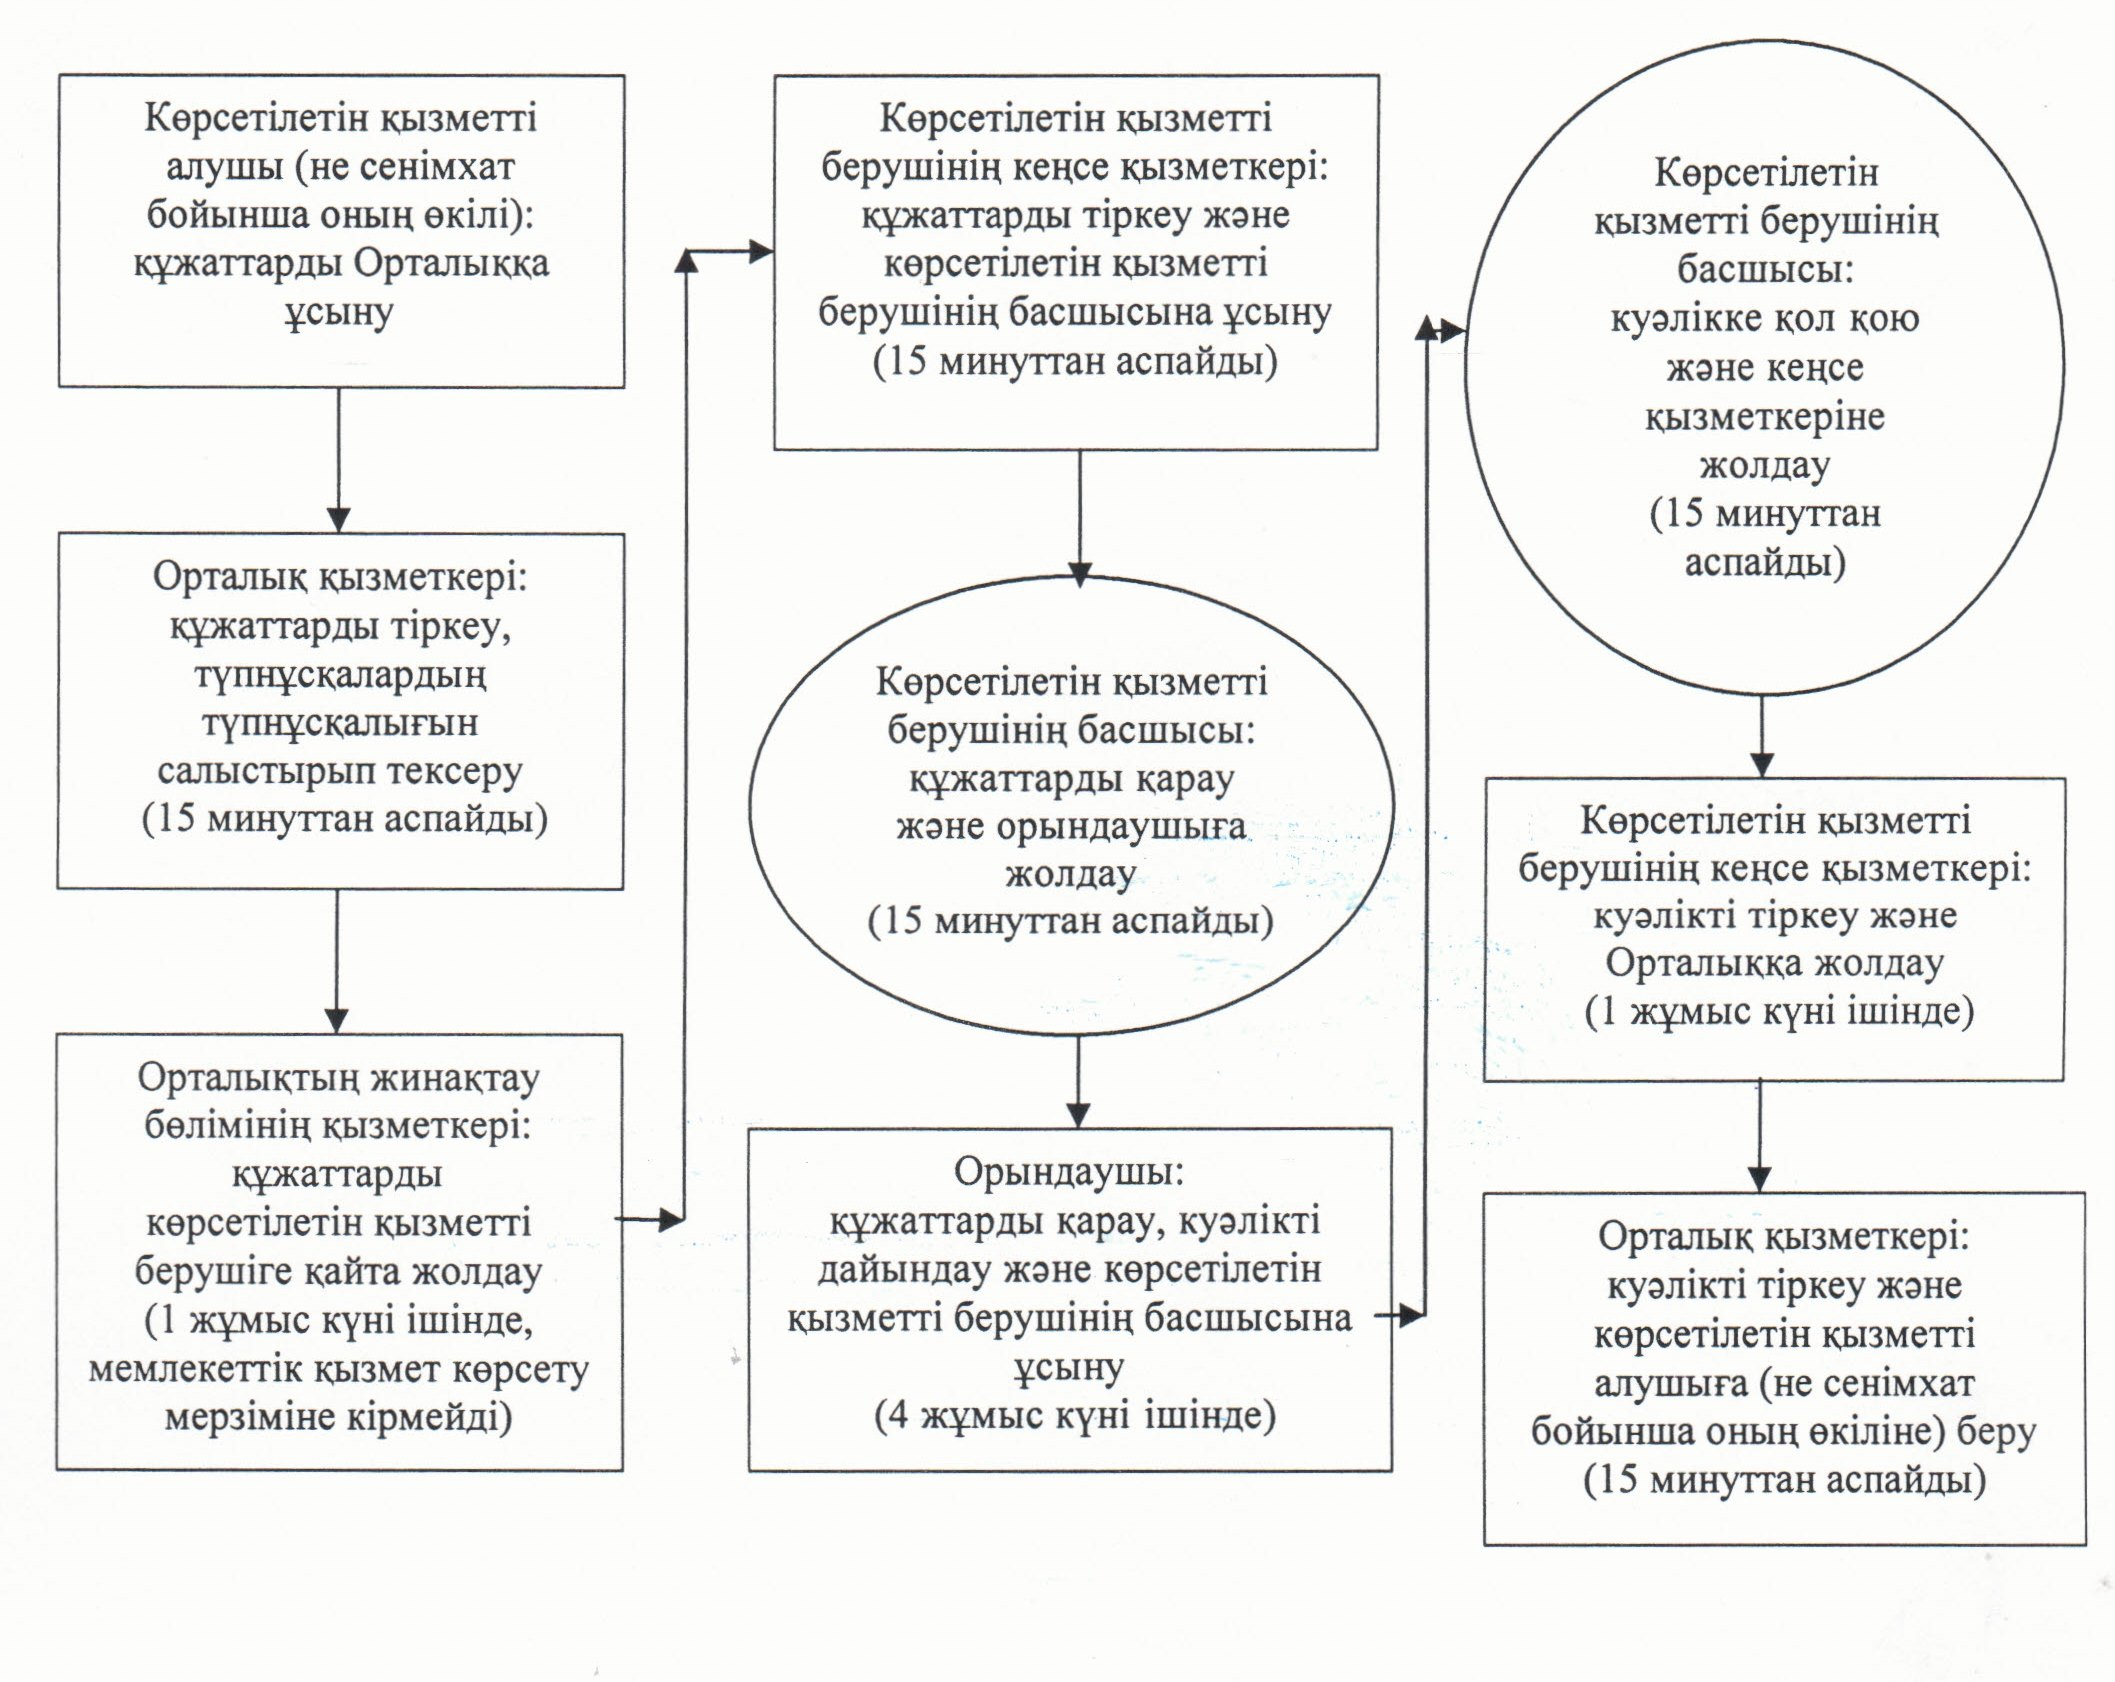 Көрсетілетін қызметті
алушы (не сенімхат
бойынша оның өкілі):
құжаттарды Орталыққа
ұсыну
Орталық қызметкері:
құжаттарды тіркеу,
түпнұсқалардың
түпнұсқалығын
салыстырып тексеру
(15 минуттан аспайды)
Орталықтың жинақтау
бөлімінің қызметкері:
құжаттарды
көрсетілетін қызметті
берушіге қайта жолдау
(1 жұмыс күні ішінде,
мемлекеттік қызмет көрсету
мерзіміне кірмейді)
Көрсетілетін қызметті
берушінің кеңсе қызметкері:
құжаттарды тіркеу және
көрсетілетін қызметті
берушінің басшысына ұсыну
(15 минуттан аспайды)
Көрсетілетін қызметті
берушінің басшысы:
құжаттарды қарау
және орындаушыға
жолдау
(15 минуттан аспайды)
Орындаушы:
құжаттарды қарау, куәлікті
дайындау және көрсетілетін
қызметті берушінің басшысына
ұсыну
(4 жұмыс күні ішінде)
Көрсетілетін
қызметті берушінің
басшысы:
куәлікке қол қою
және кеңсе
қызметкеріне
жолдау
(15 минуттан
аспайды)
Көрсетілетін қызметті
берушінің кеңсе қызметкері:
куәлікті тіркеу және
Орталыққа жолдау
(1 жұмыс күні ішінде)
Орталық қызметкері:
куәлікті тіркеу және
көрсетілетін қызметті
алушыға (не сенімхат
бойынша оның өкіліне) беру
(15 минуттан аспайды)